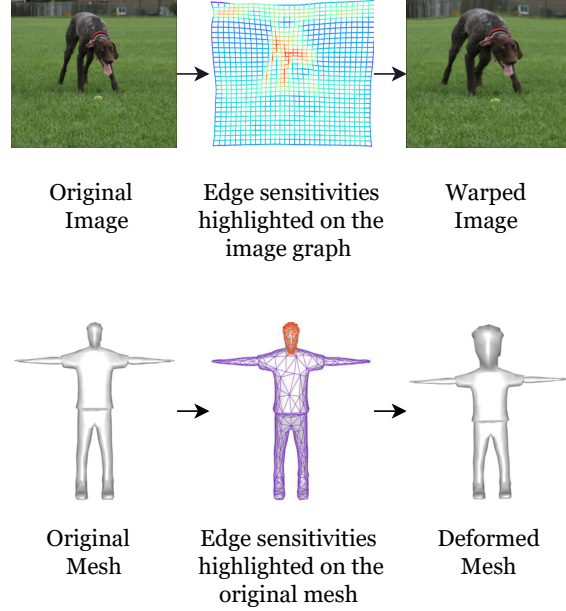 Original
Image
Edge sensitivities
highlighted on the
image graph
Warped
Image
Original
Mesh
Edge sensitivities
highlighted on the
original mesh
Deformed
Mesh